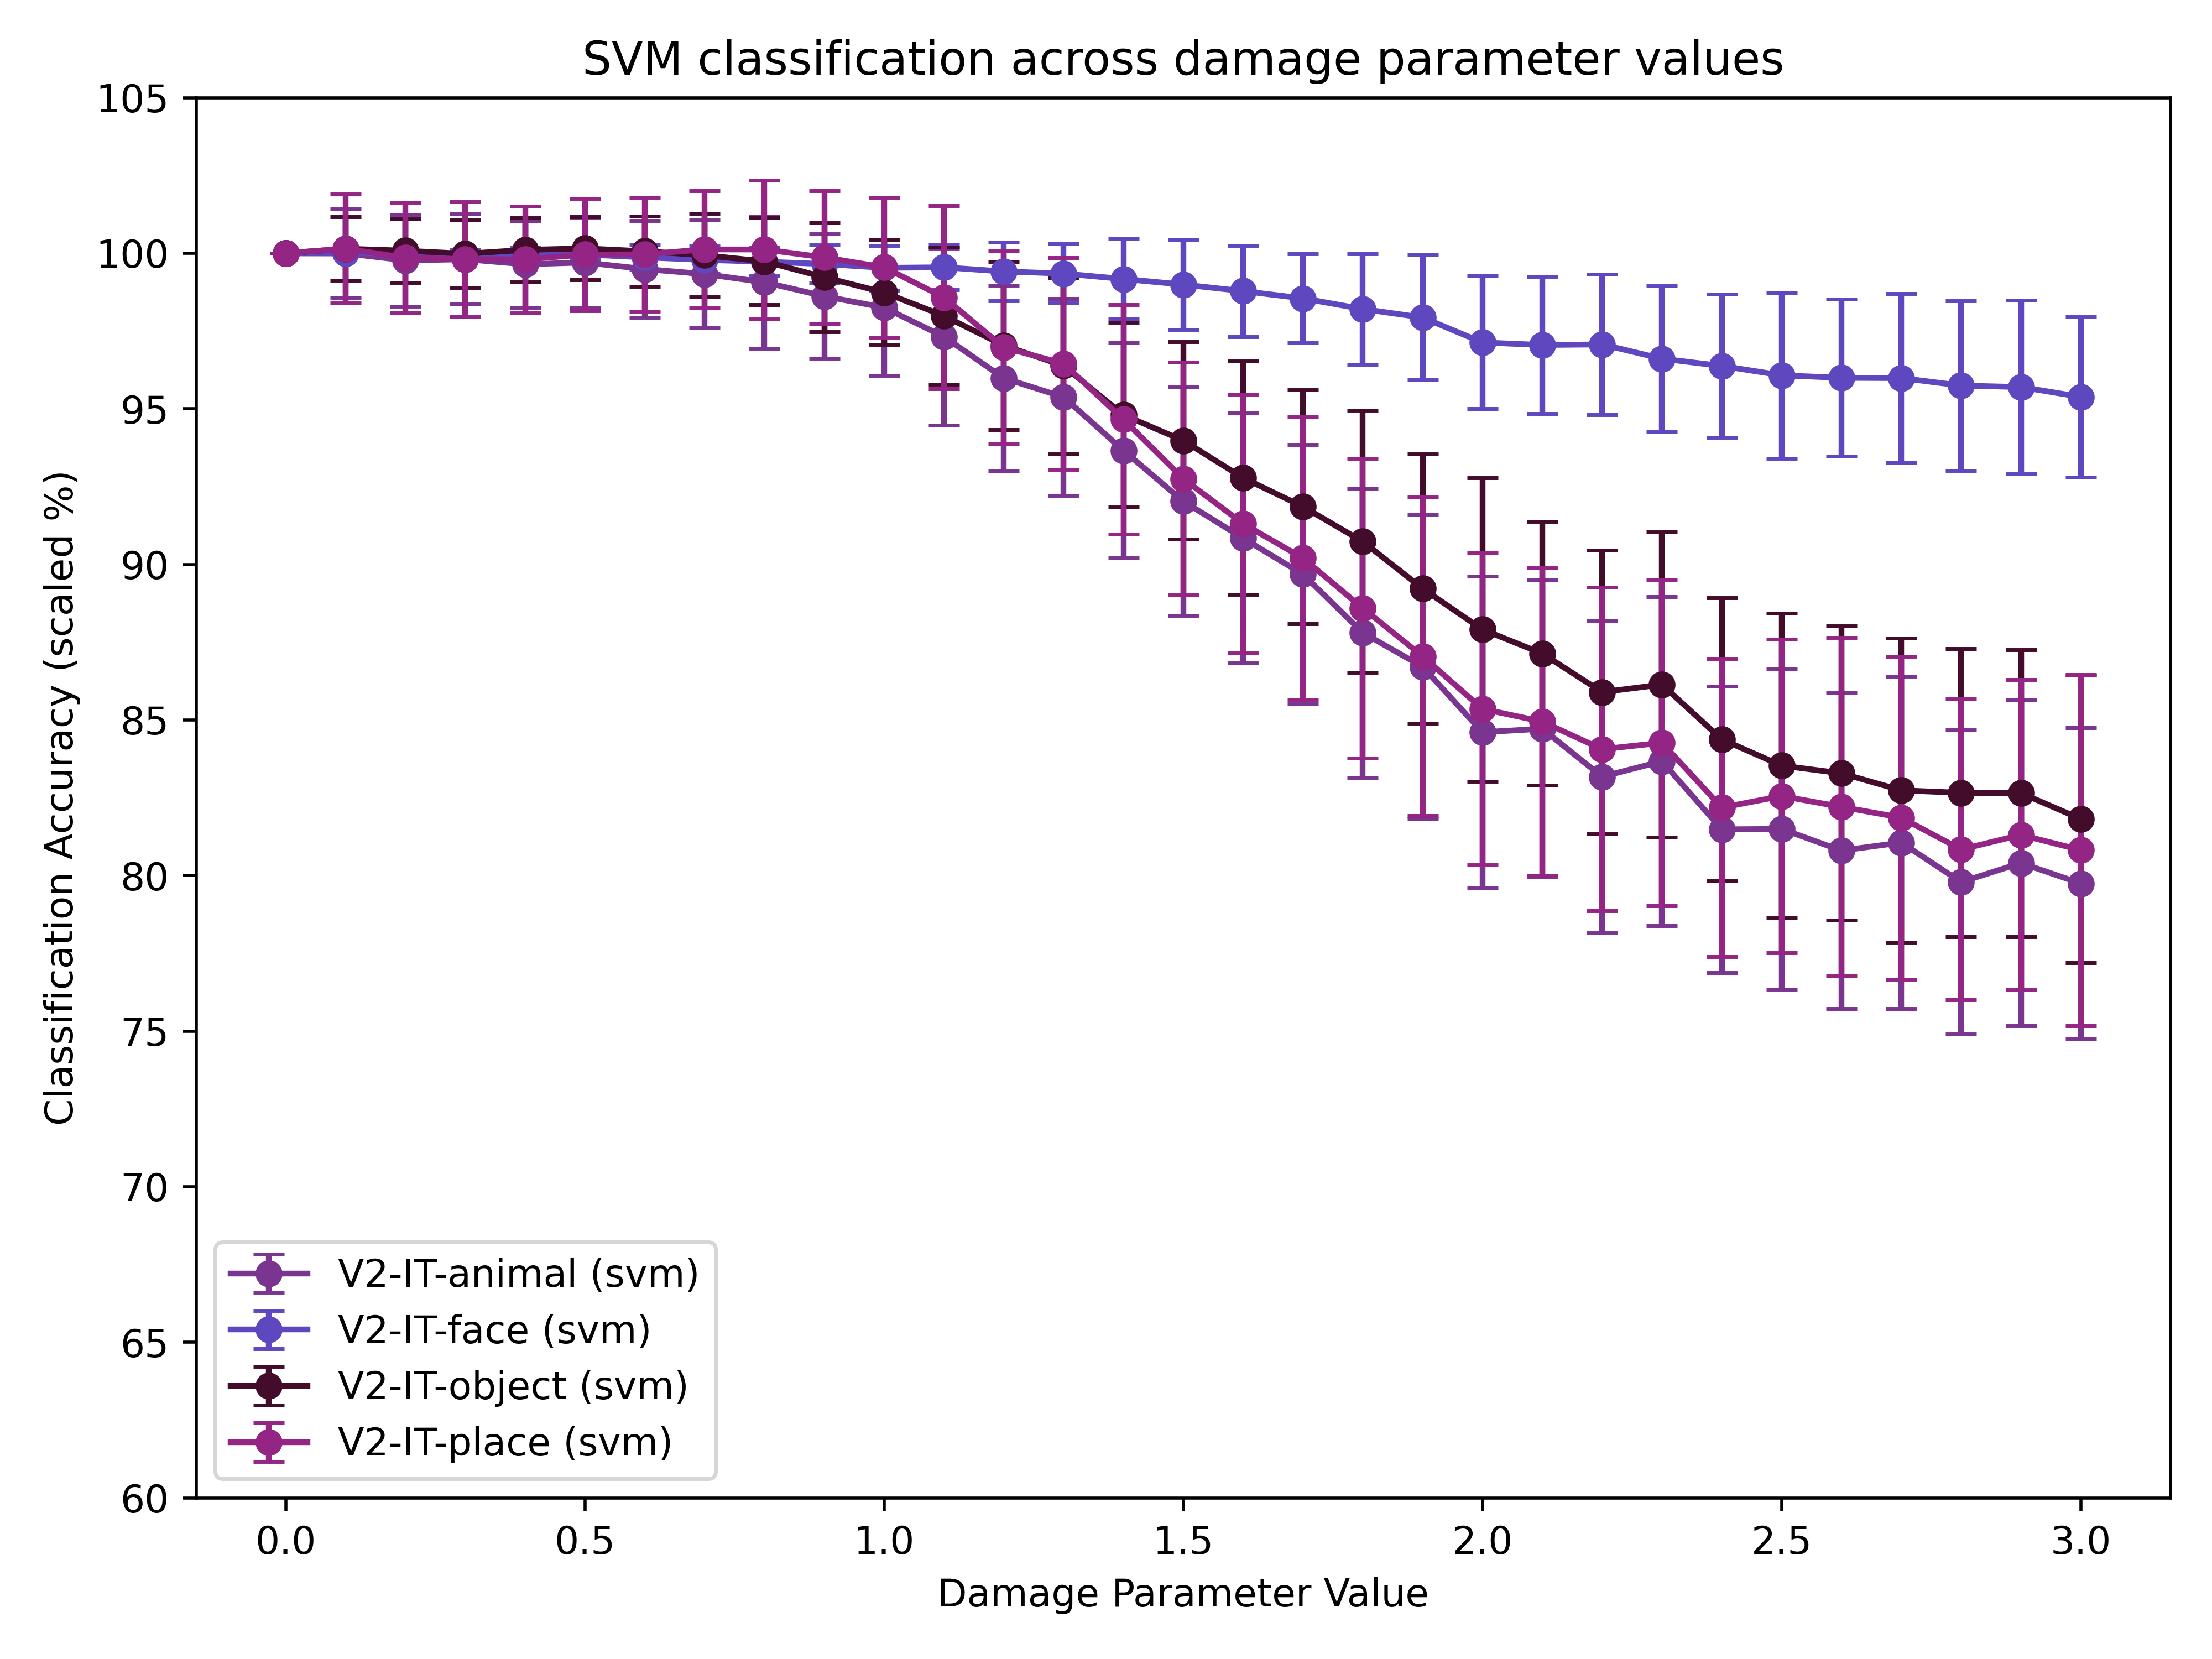 SVM classification across damage parameter values
Classification Accuracy (scaled %)
105
100
95
90
85
80
75
70
65
60
V2-IT-animal (svm)
V2-IT-face (svm)
V2-IT-object (svm)
V2-IT-place (svm)
0.0 0.5 1.0 1.5 2.0 2.5 3.0
Damage Parameter Value